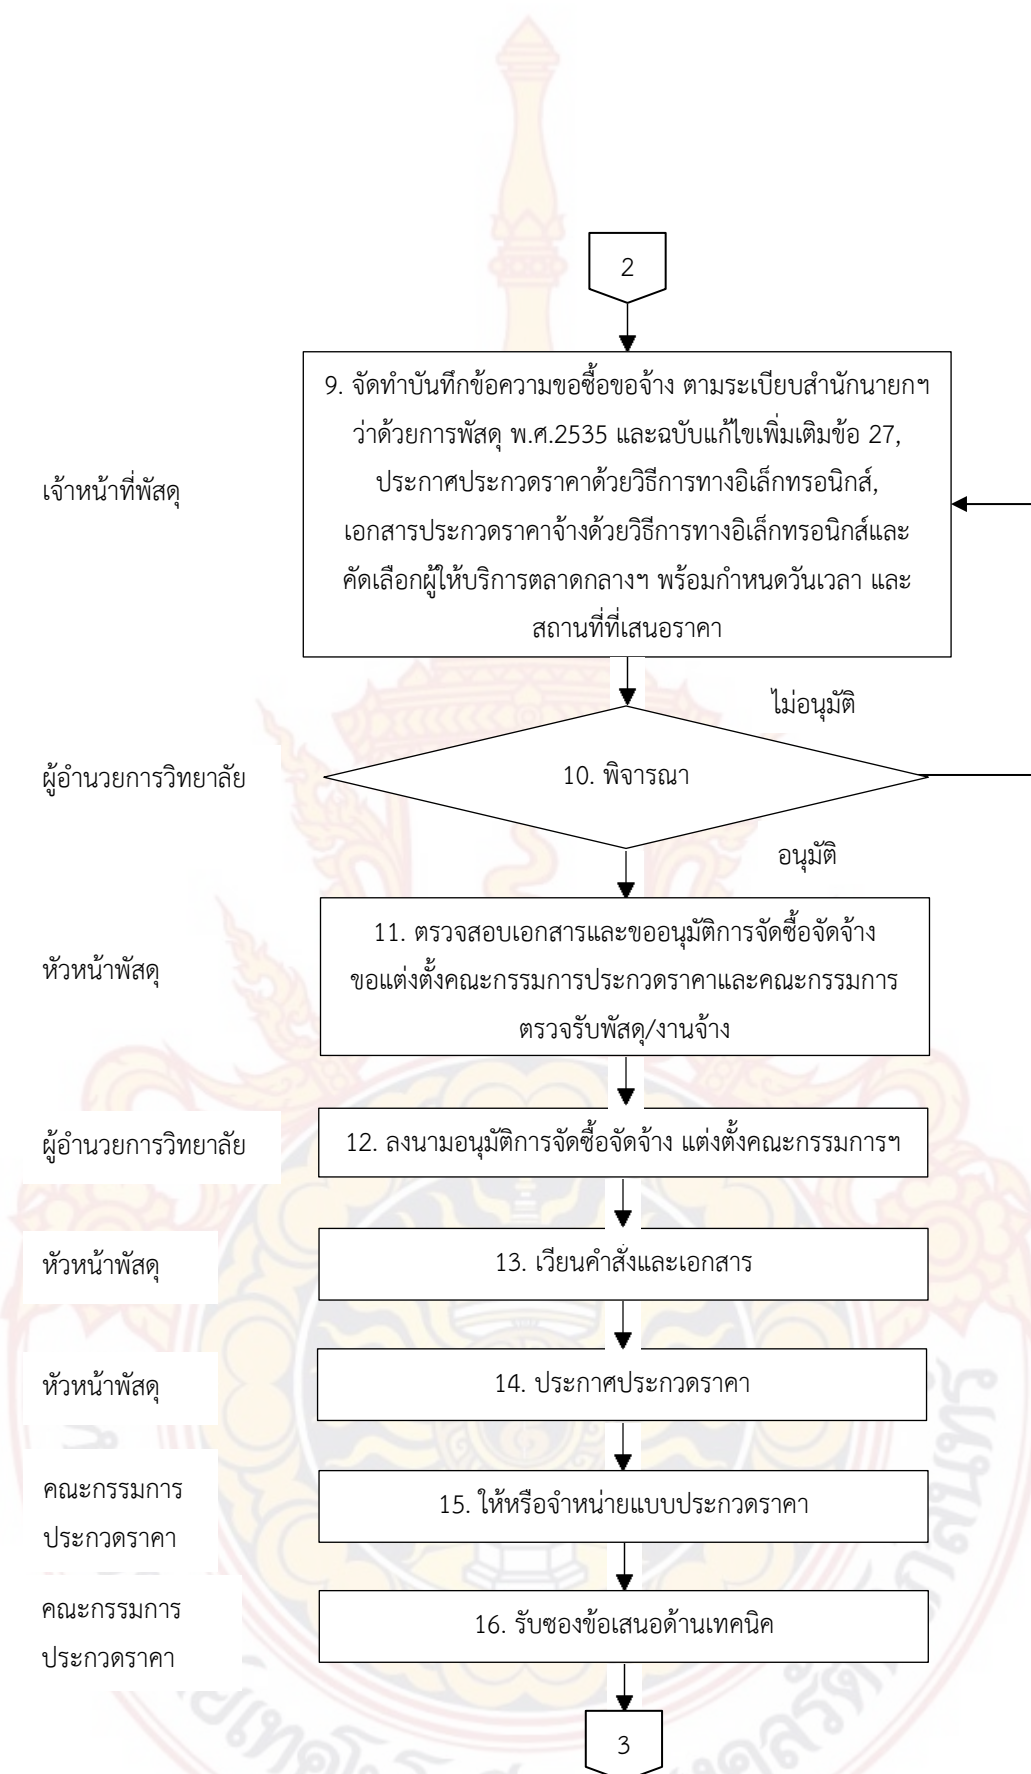 2
9. จัดทำบันทึกข้อความขอซื้อขอจ้าง ตามระเบียบสำนักนายกฯ
ว่าด้วยการพัสดุ พ.ศ.2535 และฉบับแก้ไขเพิ่มเติมข้อ 27,
ประกาศประกวดราคาด้วยวิธีการทางอิเล็กทรอนิกส์,
เอกสารประกวดราคาจ้างด้วยวิธีการทางอิเล็กทรอนิกส์และ
คัดเลือกผู้ให้บริการตลาดกลางฯ พร้อมกำหนดวันเวลา และ
สถานที่ที่เสนอราคา
เจ้าหน้าที่พัสดุ
ไม่อนุมัติ
ผู้อำนวยการวิทยาลัย
10. พิจารณา
อนุมัติ
หัวหน้าพัสดุ
11. ตรวจสอบเอกสารและขออนุมัติการจัดซื้อจัดจ้าง
ขอแต่งตั้งคณะกรรมการประกวดราคาและคณะกรรมการ
ตรวจรับพัสดุ/งานจ้าง
ผู้อำนวยการวิทยาลัย
12. ลงนามอนุมัติการจัดซื้อจัดจ้าง แต่งตั้งคณะกรรมการฯ
หัวหน้าพัสดุ
13. เวียนคำสั่งและเอกสาร
หัวหน้าพัสดุ
14. ประกาศประกวดราคา
คณะกรรมการ
ประกวดราคา
15. ให้หรือจำหน่ายแบบประกวดราคา
คณะกรรมการ
ประกวดราคา
16. รับซองข้อเสนอด้านเทคนิค
3